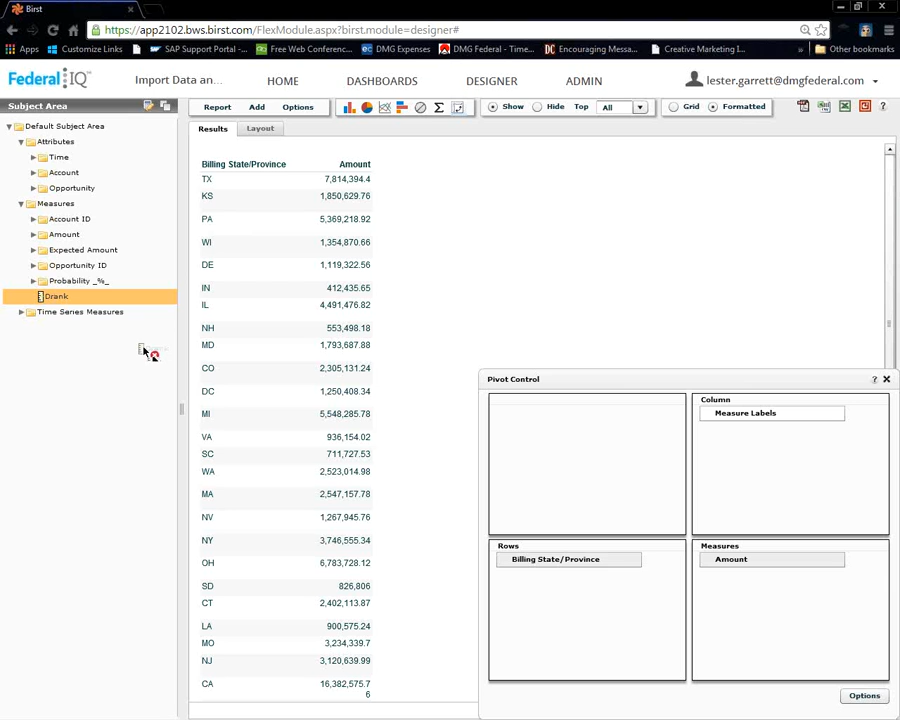 Birst
https://app2102.bws.birst.com/FlexModule.aspx?birst.module=designer#
Apps Customize Links SAP Support Portal -... Free Web Conferenc... DMG Expenses DMG Federal - Time... Encouraging Messa... Creative Marketing I... » Other bookmarks
Federal IQ Import Data an... HOME DASHBOARDS DESIGNER ADMIN lester.garrett@dmgfederal.com
Subject Area
Report Add Options Show Hide Top All Grid Formatted ?
Default Subject Area
Attributes
Time
Account
Opportunity
Measures
Account ID
Amount
Expected Amount
Opportunity ID
Probability _%_
Drank
Time Series Measures
Results Layout
Billing State/Province Amount
TX 7,814,394.4
KS 1,850,629.76
PA 5,369,218.92
WI 1,354,870.66
DE 1,119,322.56
IN 412,435.65
IL 4,491,476.82
NH 553,498.18
MD 1,793,687.88
CO 2,305,131.24
DC 1,250,408.34
MI 5,548,285.78
VA 936,154.02
SC 711,727.53
WA 2,523,014.98
MA 2,547,157.78
NV 1,267,945.76
NY 3,746,555.34
OH 6,783,728.12
SD 826,806
CT 2,402,113.87
LA 900,575.24
MO 3,234,339.7
NJ 3,120,639.99
CA 16,382,575.7
6
Pivot Control ?
Column
Measure Labels
Rows
Billing State/Province
Measures
Amount
Options